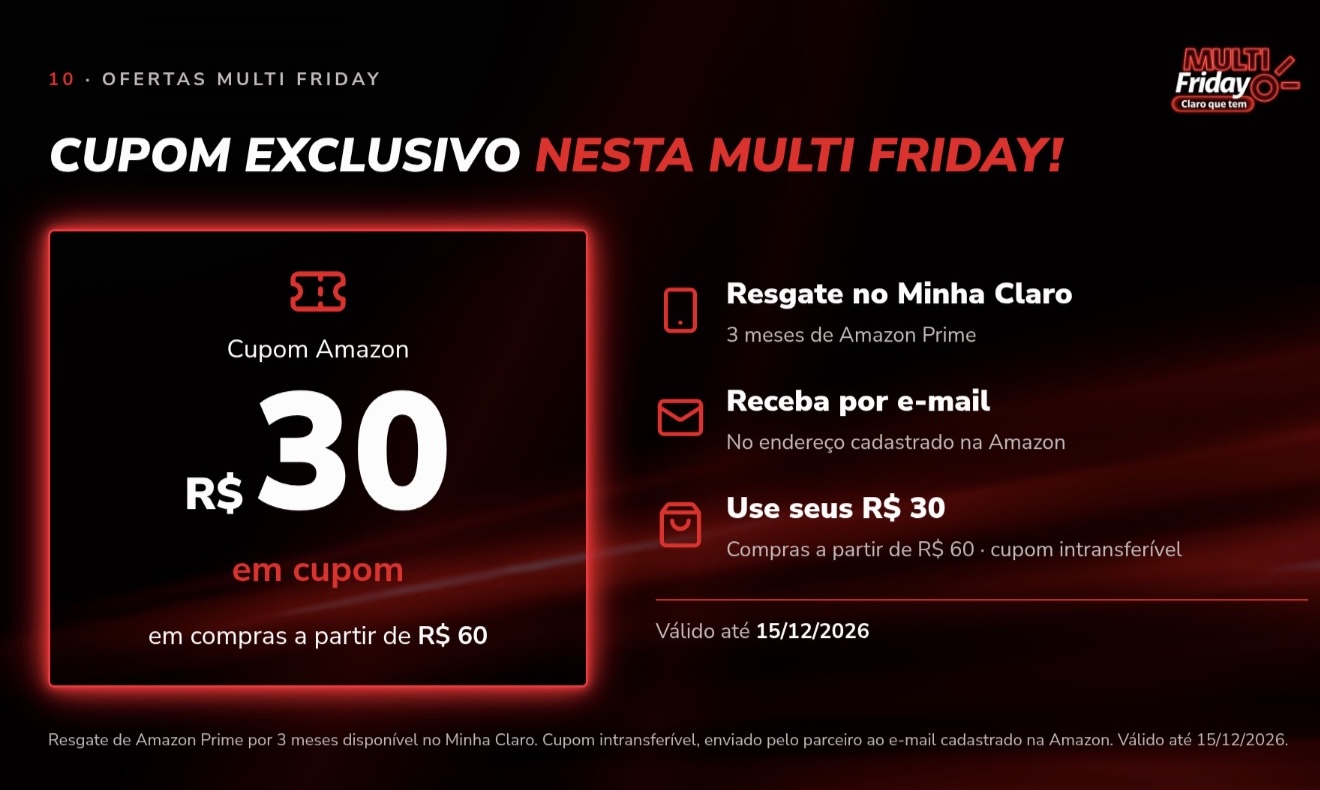 10 · OFERTAS MULTI FRIDAY
MULTI
Friday
Claro que tem
CUPOM EXCLUSIVO NESTA MULTI FRIDAY!
Cupom Amazon
R$ 30
em cupom
em compras a partir de R$ 60
Resgate no Minha Claro
3 meses de Amazon Prime
Receba por e-mail
No endereço cadastrado na Amazon
Use seus R$ 30
Compras a partir de R$ 60 · cupom intransferível
Válido até 15/12/2026
Resgate de Amazon Prime por 3 meses disponível no Minha Claro. Cupom intransferível, enviado pelo parceiro ao e-mail cadastrado na Amazon. Válido até 15/12/2026.